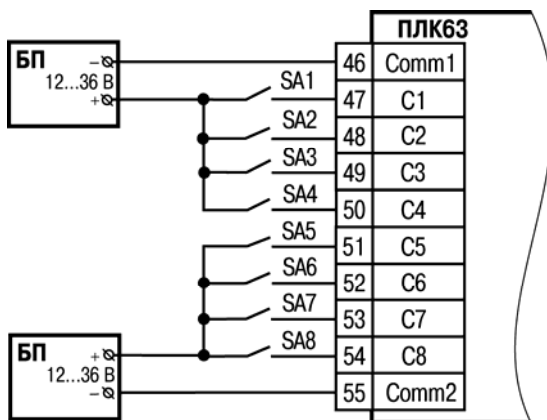 ПЛК63
БП
–
12...36 В
+
46 Comm1
SA1
47 C1
SA2
48 C2
SA3
49 C3
SA4
50 C4
SA5
51 C5
SA6
52 C6
SA7
53 C7
SA8
54 C8
БП
+
12...36 В
–
55 Comm2